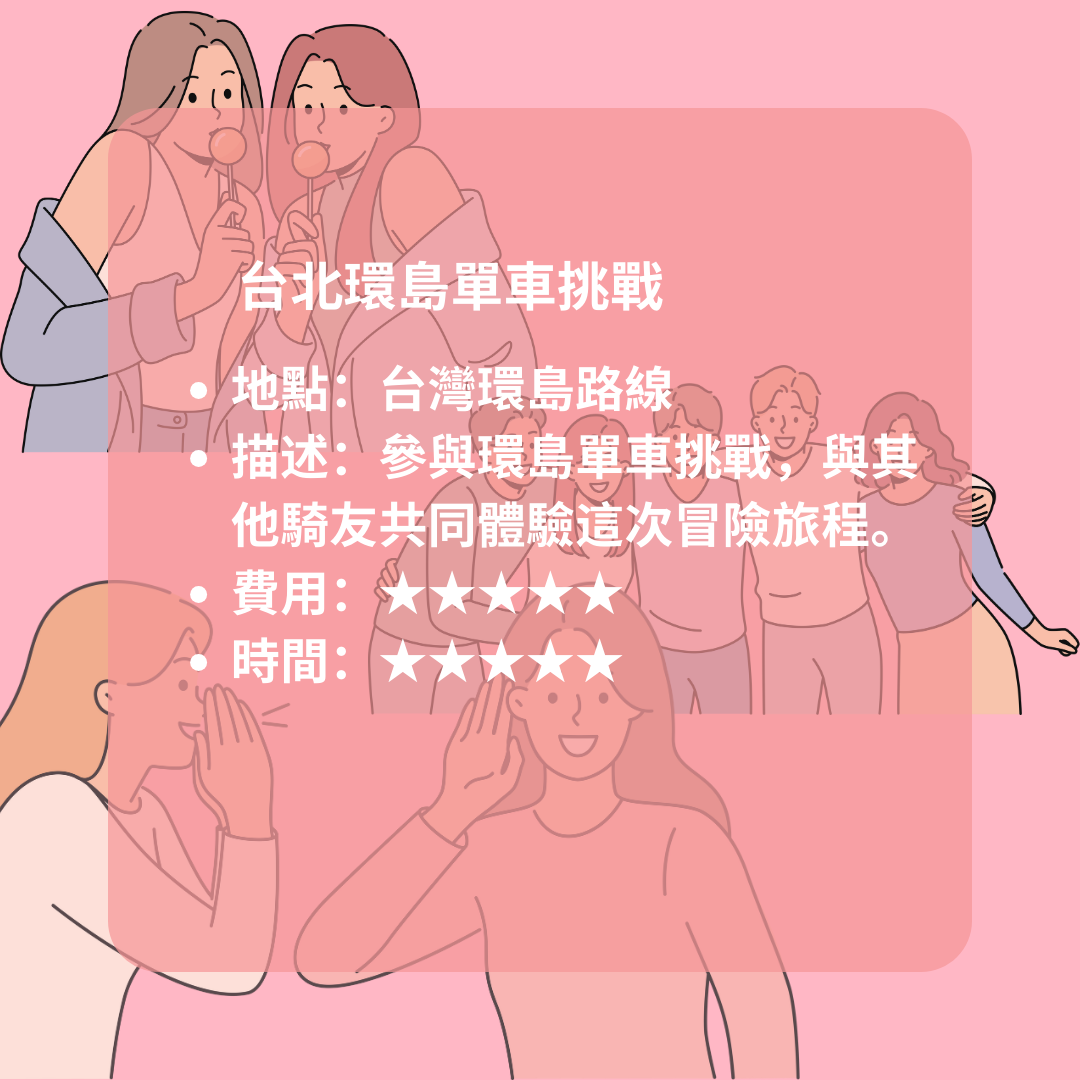 台北環島單車挑戰
• 地點：台灣環島路線
• 描述：參與環島單車挑戰，與其
他騎友共同體驗這次冒險旅程。
• 費用：★★★★★
• 時間：★★★★★